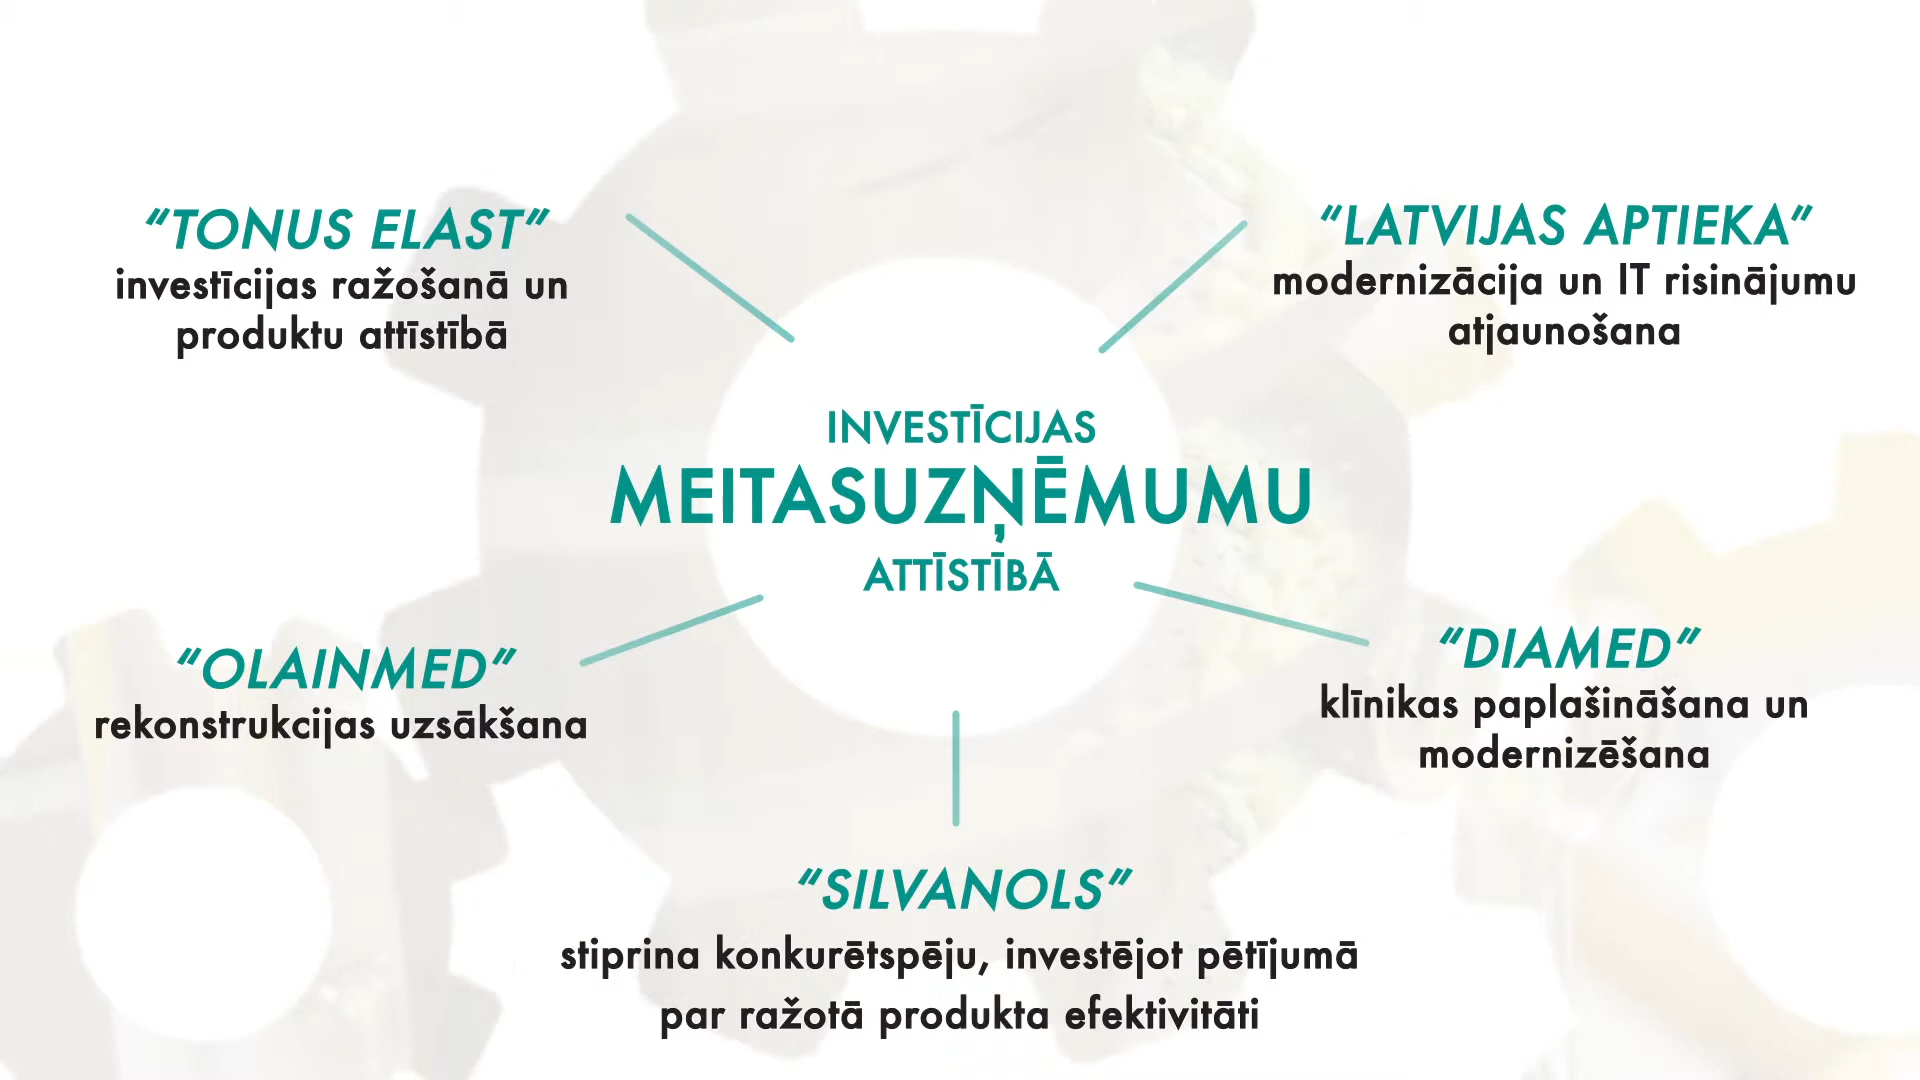 “TONUS ELAST”
investīcijas ražošanā un
produktu attīstībā
“LATVIJAS APTIEKA”
modernizācija un IT risinājumu
atjaunošana
INVESTĪCIJAS
MEITASUZŅĒMUMU
ATTĪSTĪBĀ
“OLAINMED”
rekonstrukcijas uzsākšana
“DIAMED”
klīnikas paplašināšana un
modernizēšana
“SILVANOLS”
stiprina konkurētspēju, investējot pētījumā
par ražotā produkta efektivitāti